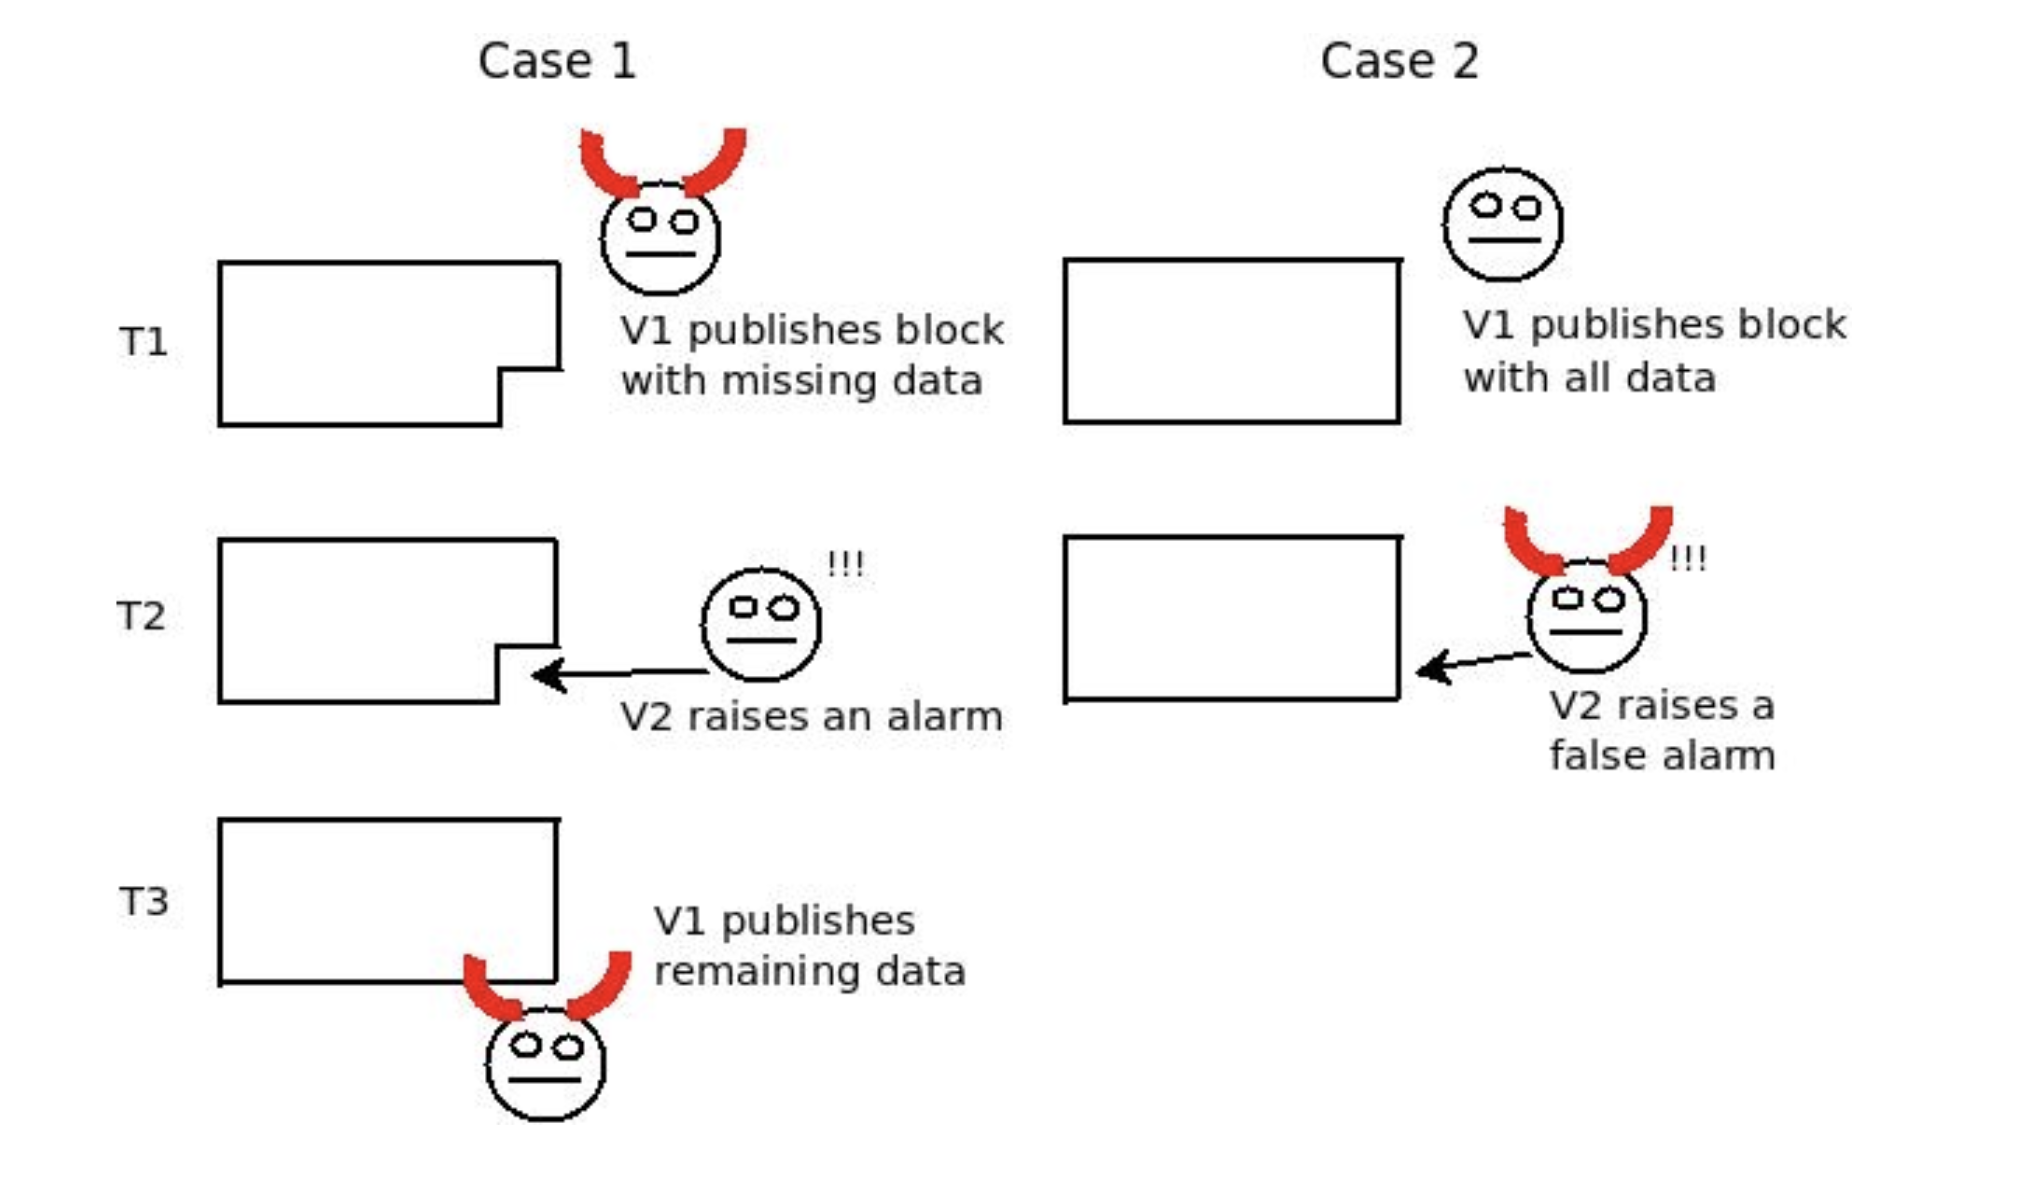 Case 1
Case 2
T1
V1 publishes block
with missing data
V1 publishes block
with all data
T2
!!!
V2 raises an alarm
!!!
V2 raises a
false alarm
T3
V1 publishes
remaining data